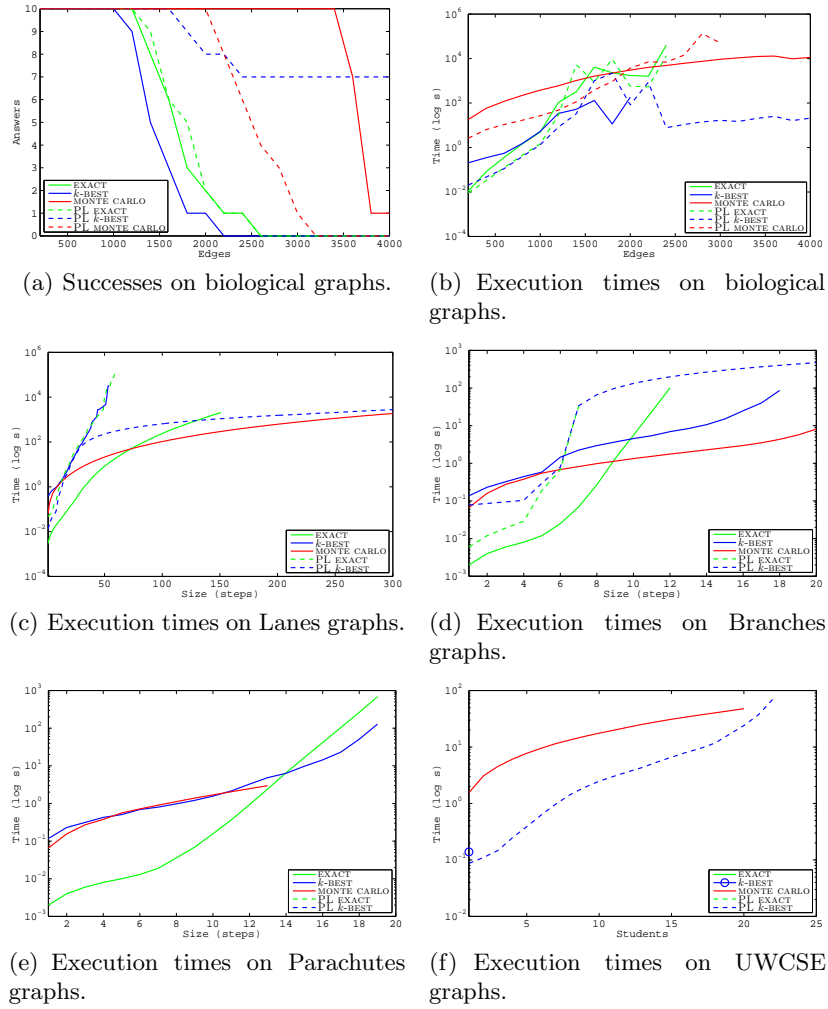 10
9
8
7
6
5
4
3
2
1
0
Answers
EXACT
k-BEST
MONTE CARLO
PL EXACT
PL k-BEST
PL MONTE CARLO
500 1000 1500 2000 2500 3000 3500 4000
Edges
(a) Successes on biological graphs.
10^6
10^4
10^2
10^0
10^−2
10^−4
Time (log s)
EXACT
k-BEST
MONTE CARLO
PL EXACT
PL k-BEST
PL MONTE CARLO
500 1000 1500 2000 2500 3000 3500 4000
Edges
(b) Execution times on biological
graphs.
10^6
10^4
10^2
10^0
10^−2
10^−4
Time (log s)
EXACT
k-BEST
MONTE CARLO
PL EXACT
PL k-BEST
50 100 150 200 250 300
Size (steps)
(c) Execution times on Lanes graphs.
10^3
10^2
10^1
10^0
10^−1
10^−2
10^−3
Time (log s)
EXACT
k-BEST
MONTE CARLO
PL EXACT
PL k-BEST
2 4 6 8 10 12 14 16 18 20
Size (steps)
(d) Execution times on Branches
graphs.
10^3
10^2
10^1
10^0
10^−1
10^−2
10^−3
Time (log s)
EXACT
k-BEST
MONTE CARLO
PL EXACT
PL k-BEST
2 4 6 8 10 12 14 16 18 20
Size (steps)
(e) Execution times on Parachutes
graphs.
10^2
10^1
10^0
10^−1
10^−2
Time (log s)
EXACT
k-BEST
MONTE CARLO
PL EXACT
PL k-BEST
5 10 15 20 25
Students
(f) Execution times on UWCSE
graphs.